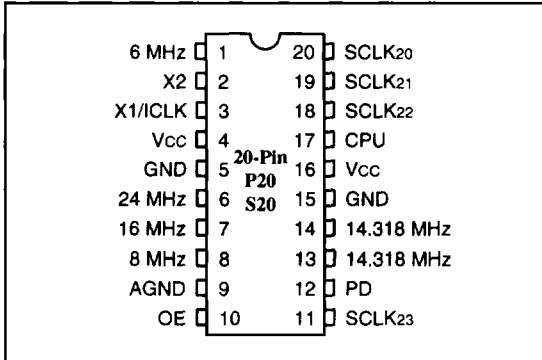 6 MHz 1 20 SCLK20
X2 2 19 SCLK21
X1/ICLK 3 18 SCLK22
Vcc 4 17 CPU
GND 5 20-Pin 16 Vcc
P20
24 MHz 6 S20 15 GND
16 MHz 7 14 14.318 MHz
8 MHz 8 13 14.318 MHz
AGND 9 12 PD
OE 10 11 SCLK23